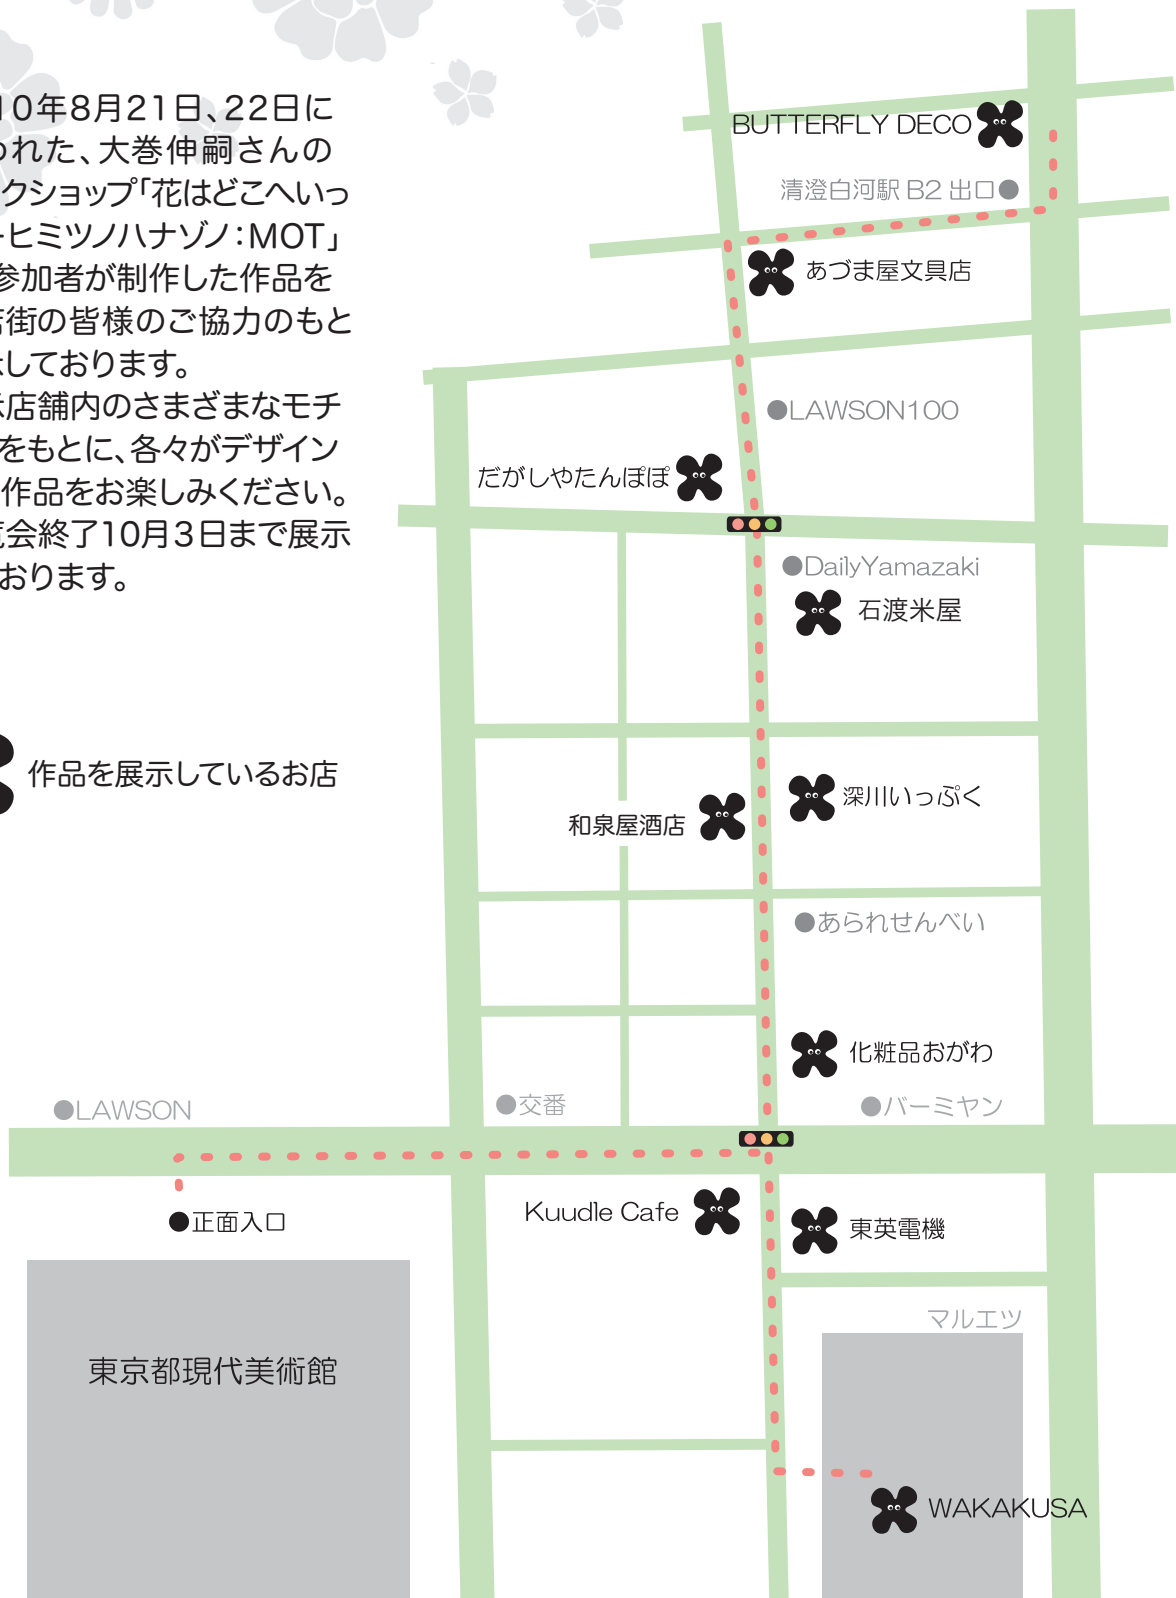 10年8月21日、22日に
われた、大巻伸嗣さんの
クショップ「花はどこへいっ
ーヒミツノハナゾノ：MOT」
参加者が制作した作品を
店街の皆様のご協力のもと
しております。
店舗内のさまざまなモチ
をもとに、各々がデザイン
作品をお楽しみください。
覧会終了10月3日まで展示
おります。
作品を展示しているお店
BUTTERFLY DECO
清澄白河駅 B2 出口●
あづま屋文具店
●LAWSON100
だがしやたんぽぽ
●DailyYamazaki
石渡米屋
深川いっぷく
和泉屋酒店
●あられせんべい
化粧品おがわ
●LAWSON
●交番
●バーミヤン
●正面入口
Kuudle Cafe
東英電機
マルエツ
東京都現代美術館
WAKAKUSA